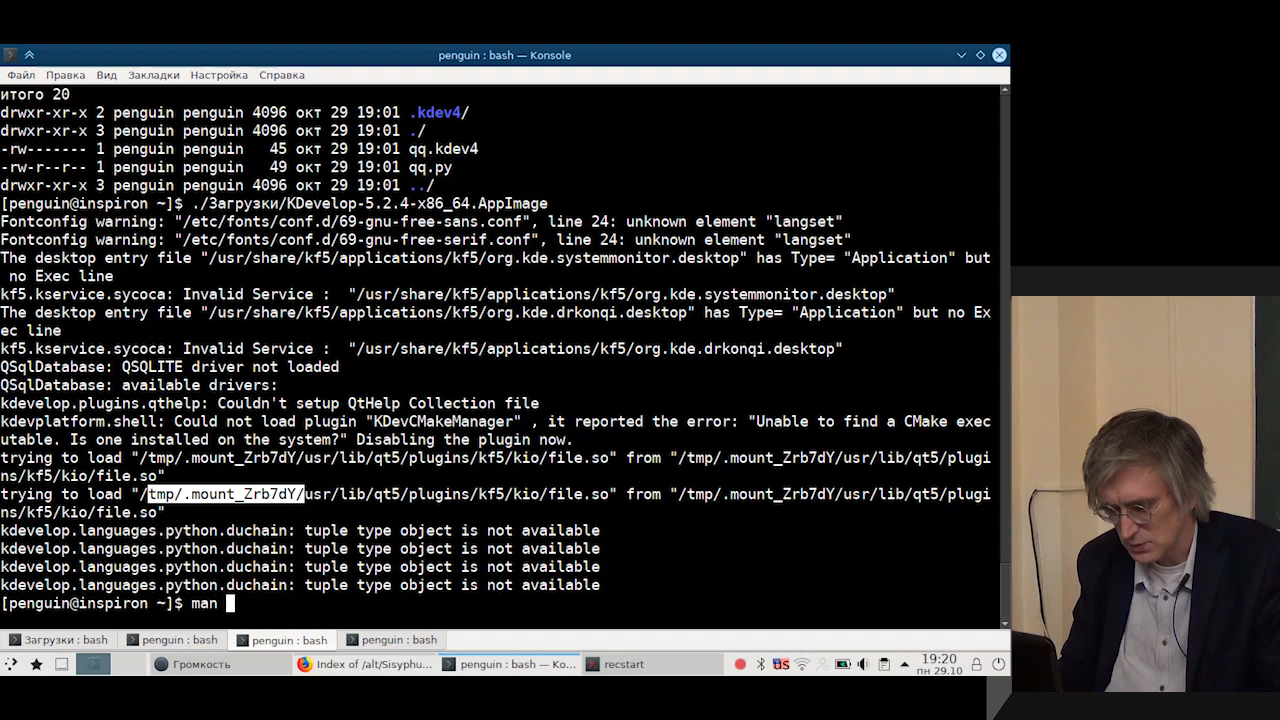 penguin : bash — Konsole
Файл Правка Вид Закладки Настройка Справка
итого 20
drwxr-xr-x 2 penguin penguin 4096 окт 29 19:01 .kdev4/
drwxr-xr-x 3 penguin penguin 4096 окт 29 19:01 ./
-rw------- 1 penguin penguin   45 окт 29 19:01 qq.kdev4
-rw-r--r-- 1 penguin penguin   49 окт 29 19:01 qq.py
drwxr-xr-x 3 penguin penguin 4096 окт 29 19:01 ../
[penguin@inspiron ~]$ ./Загрузки/KDevelop-5.2.4-x86_64.AppImage
Fontconfig warning: "/etc/fonts/conf.d/69-gnu-free-sans.conf", line 24: unknown element "langset"
Fontconfig warning: "/etc/fonts/conf.d/69-gnu-free-serif.conf", line 24: unknown element "langset"
The desktop entry file "/usr/share/kf5/applications/kf5/org.kde.systemmonitor.desktop" has Type= "Application" but
 no Exec line
kf5.kservice.sycoca: Invalid Service :  "/usr/share/kf5/applications/kf5/org.kde.systemmonitor.desktop"
The desktop entry file "/usr/share/kf5/applications/kf5/org.kde.drkonqi.desktop" has Type= "Application" but no Ex
ec line
kf5.kservice.sycoca: Invalid Service :  "/usr/share/kf5/applications/kf5/org.kde.drkonqi.desktop"
QSqlDatabase: QSQLITE driver not loaded
QSqlDatabase: available drivers:
kdevelop.plugins.qthelp: Couldn't setup QtHelp Collection file
kdevplatform.shell: Could not load plugin "KDevCMakeManager" , it reported the error: "Unable to find a CMake exec
utable. Is one installed on the system?" Disabling the plugin now.
trying to load "/tmp/.mount_Zrb7dY/usr/lib/qt5/plugins/kf5/kio/file.so" from "/tmp/.mount_Zrb7dY/usr/lib/qt5/plugi
ns/kf5/kio/file.so"
trying to load "/tmp/.mount_Zrb7dY/usr/lib/qt5/plugins/kf5/kio/file.so" from "/tmp/.mount_Zrb7dY/usr/lib/qt5/plugi
ns/kf5/kio/file.so"
kdevelop.languages.python.duchain: tuple type object is not available
kdevelop.languages.python.duchain: tuple type object is not available
kdevelop.languages.python.duchain: tuple type object is not available
kdevelop.languages.python.duchain: tuple type object is not available
[penguin@inspiron ~]$ man
Загрузки : bash penguin : bash penguin : bash penguin : bash
Громкость Index of /alt/Sisyphu... penguin : bash — Ko... recstart US 19:20
пн 29.10